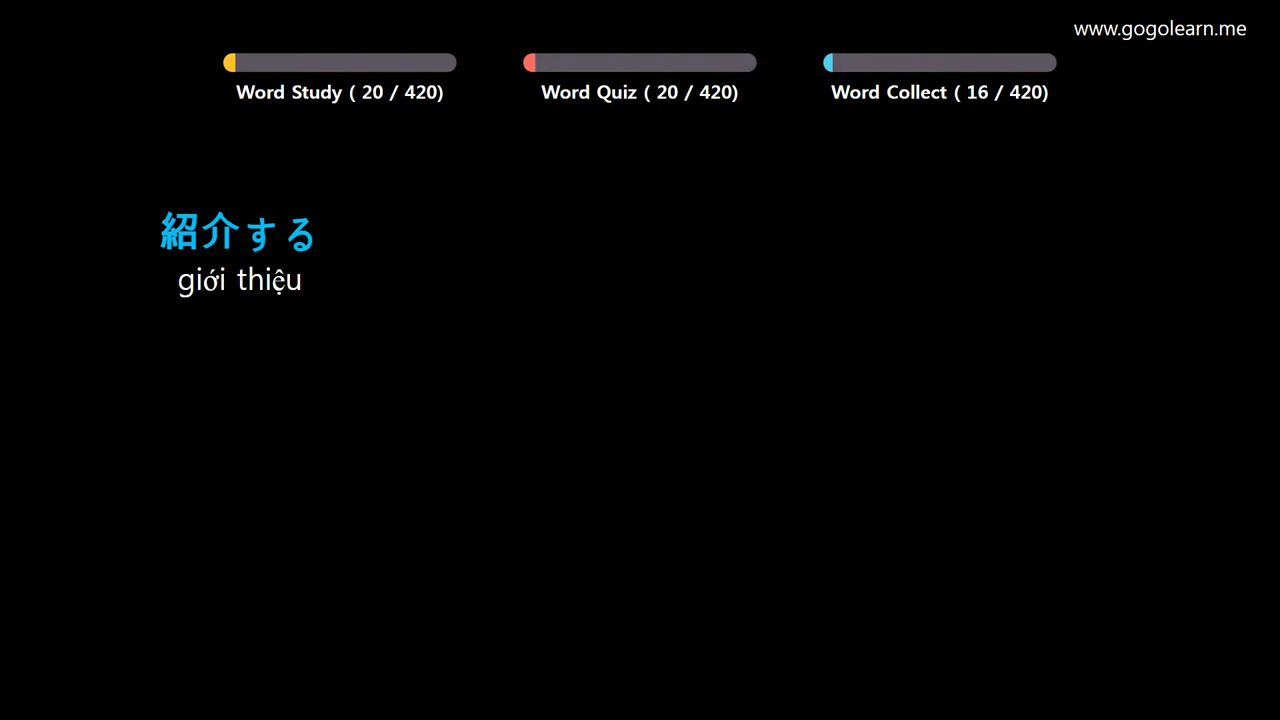 www.gogolearn.me
Word Study ( 20 / 420)
Word Quiz ( 20 / 420)
Word Collect ( 16 / 420)
紹介する
giới thiệu